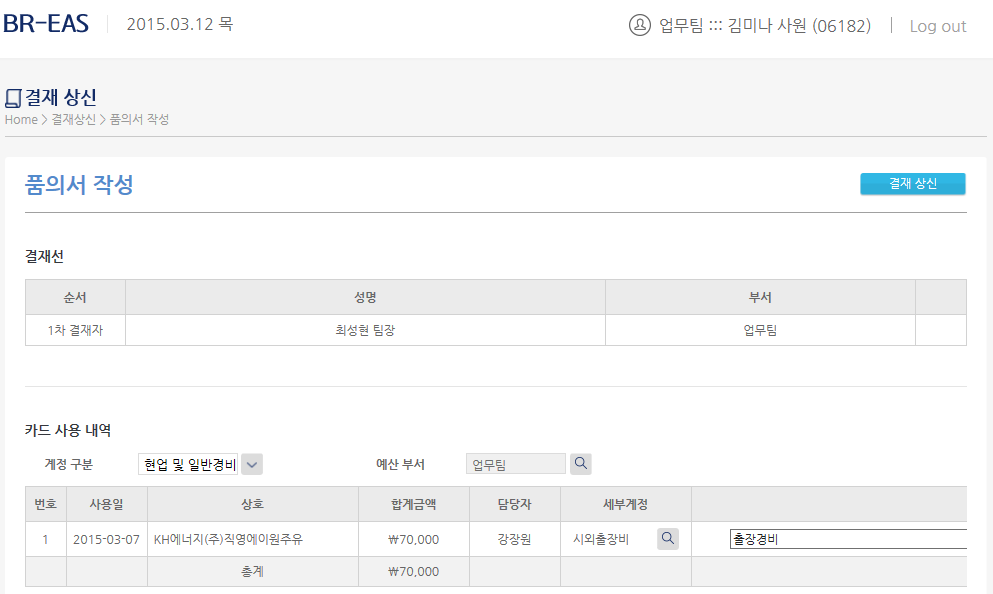 BR-EAS 2015.03.12 목 업무팀 ::: 김미나 사원 (06182) Log out
결재 상신
Home > 결재상신 > 품의서 작성
품의서 작성 결재 상신
결재선
순서 성명 부서
1차 결재자 최성현 팀장 업무팀
카드 사용 내역
계정 구분 현업 및 일반경비 예산 부서 업무팀
번호 사용일 상호 합계금액 담당자 세부계정
1 2015-03-07 KH에너지(주)직영에이원주유 ₩70,000 강장원 시외출장비 출장경비
총계 ₩70,000